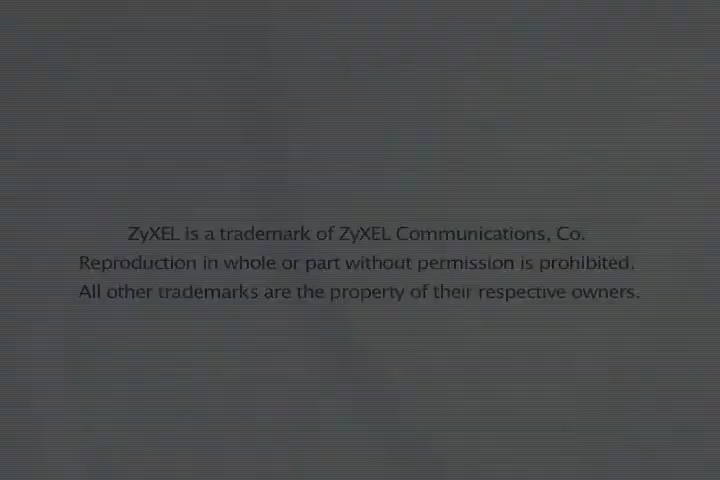 ZyXEL is a trademark of ZyXEL Communications, Co.
Reproduction in whole or part without permission is prohibited.
All other trademarks are the property of their respective owners.